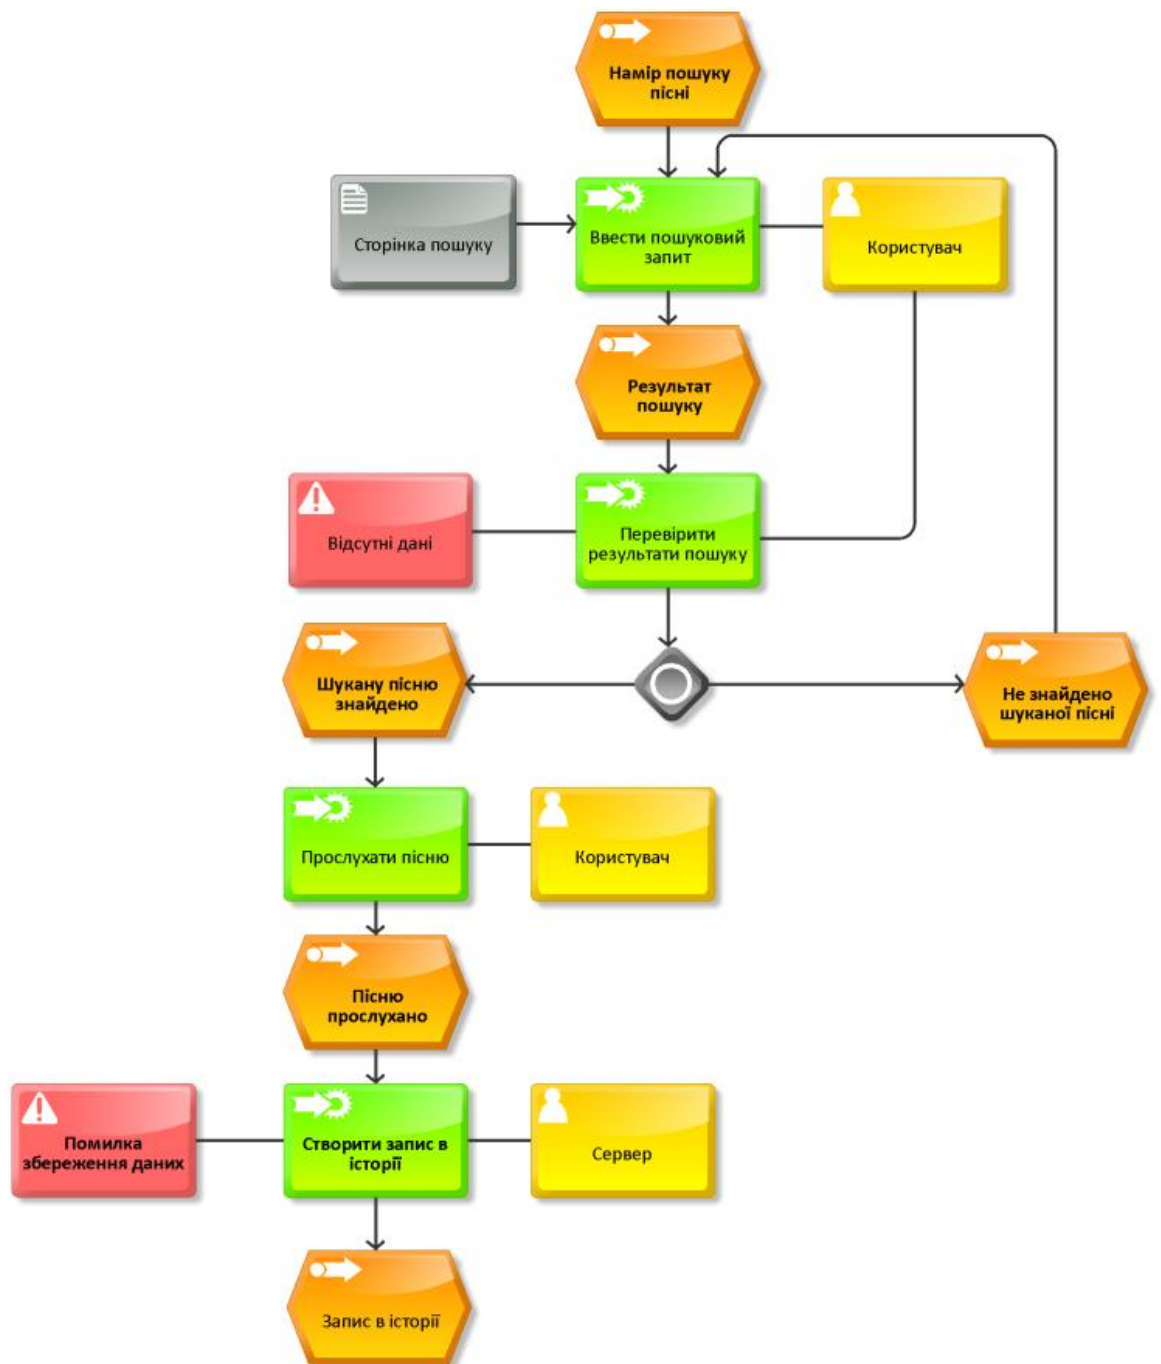 Намір пошуку
пісні
Сторінка пошуку
Ввести пошуковий
запит
Користувач
Результат
пошуку
Відсутні дані
Перевірити
результати пошуку
Шукану пісню
знайдено
Не знайдено
шуканої пісні
Прослухати пісню
Користувач
Пісню
прослухано
Помилка
збереження даних
Створити запис в
історії
Сервер
Запис в історії